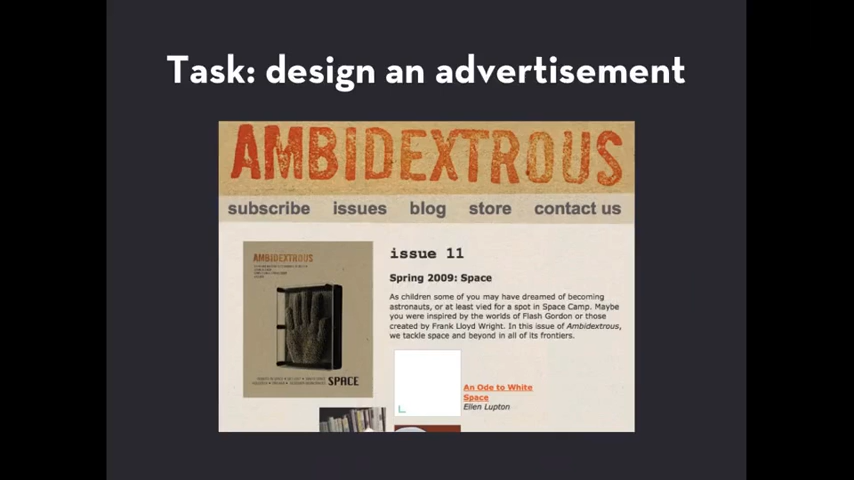 Task: design an advertisement
AMBIDEXTROUS
subscribe issues blog store contact us
AMBIDEXTROUS
SPACE
issue 11
Spring 2009: Space
As children some of you may have dreamed of becoming
astronauts, or at least vied for a spot in Space Camp. Maybe
you were inspired by the worlds of Flash Gordon or those
created by Frank Lloyd Wright. In this issue of Ambidextrous,
we tackle space and beyond in all of its frontiers.
An Ode to White
Space
Ellen Lupton